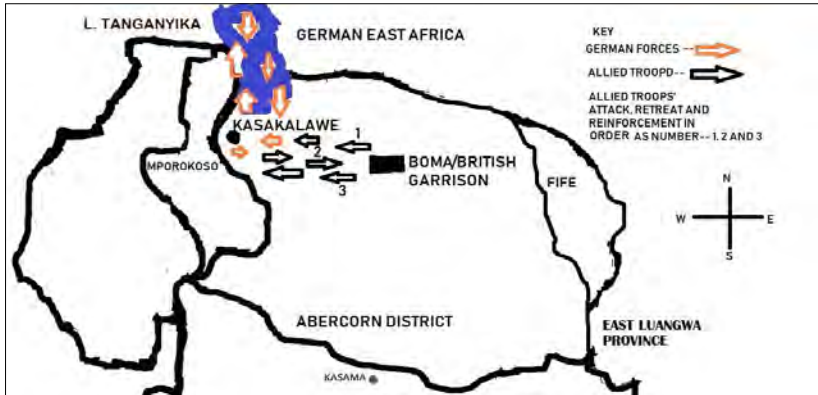 L. TANGANYIKA
GERMAN EAST AFRICA
KEY
GERMAN FORCES --
ALLIED TROOPD--
ALLIED TROOPS'
ATTACK, RETREAT AND
REINFORCEMENT IN
ORDER AS NUMBER--1, 2 AND 3
KASAKALAWE
1
2
3
MPOROKOSO
BOMA/BRITISH
GARRISON
FIFE
N
W
E
S
ABERCORN DISTRICT
EAST LUANGWA
PROVINCE
KASAMA